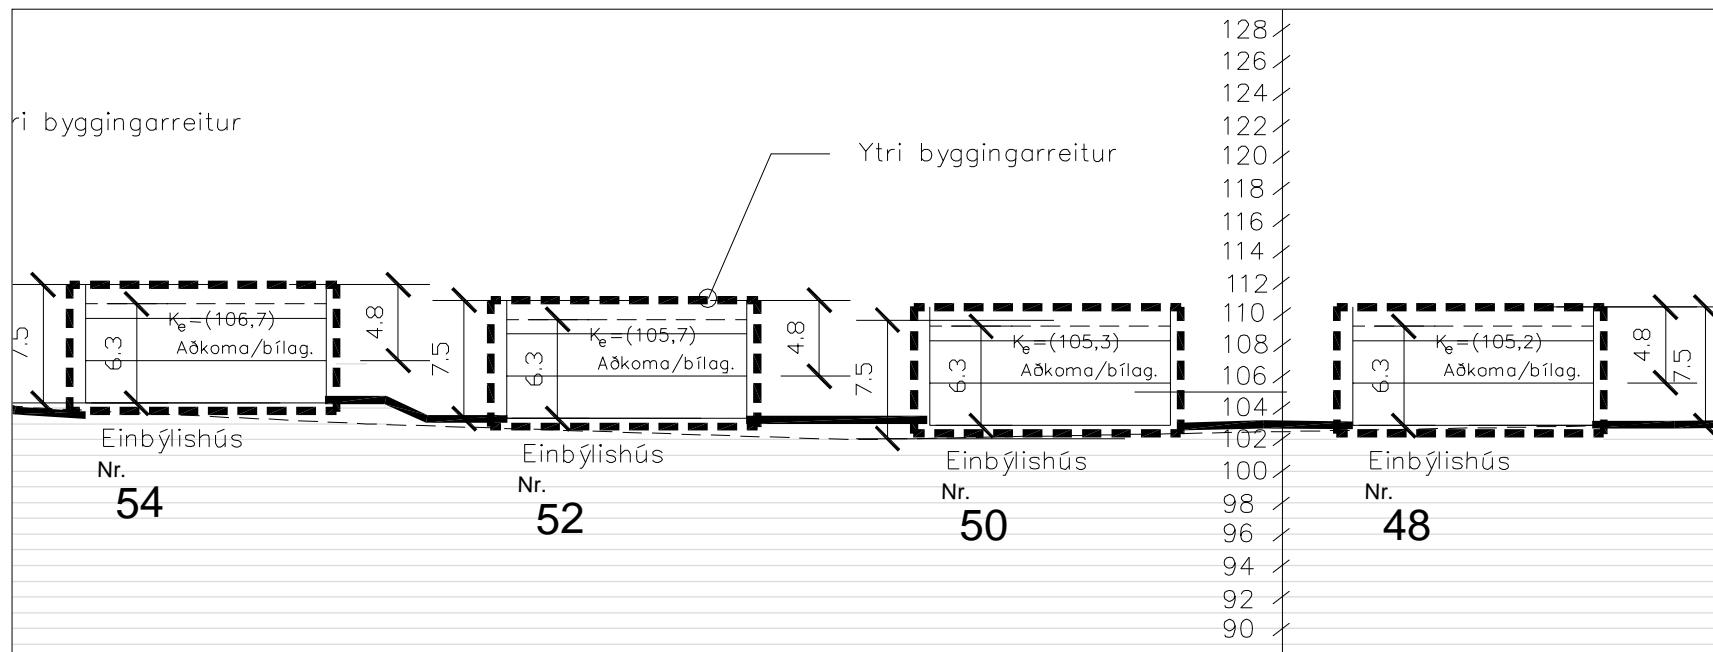 ri byggingarreitur
Ytri byggingarreitur
128
126
124
122
120
118
116
114
112
110
108
106
104
102
100
98
96
94
92
90
7.5
6.3
Ke=(106,7)
Aðkoma/bílag.
4.8
Einbýlishús
Nr.
54
7.5
6.3
Ke=(105,7)
Aðkoma/bílag.
4.8
Einbýlishús
Nr.
52
7.5
6.3
Ke=(105,3)
Aðkoma/bílag.
Einbýlishús
Nr.
50
6.3
Ke=(105,2)
Aðkoma/bílag.
4.8
7.5
Einbýlishús
Nr.
48